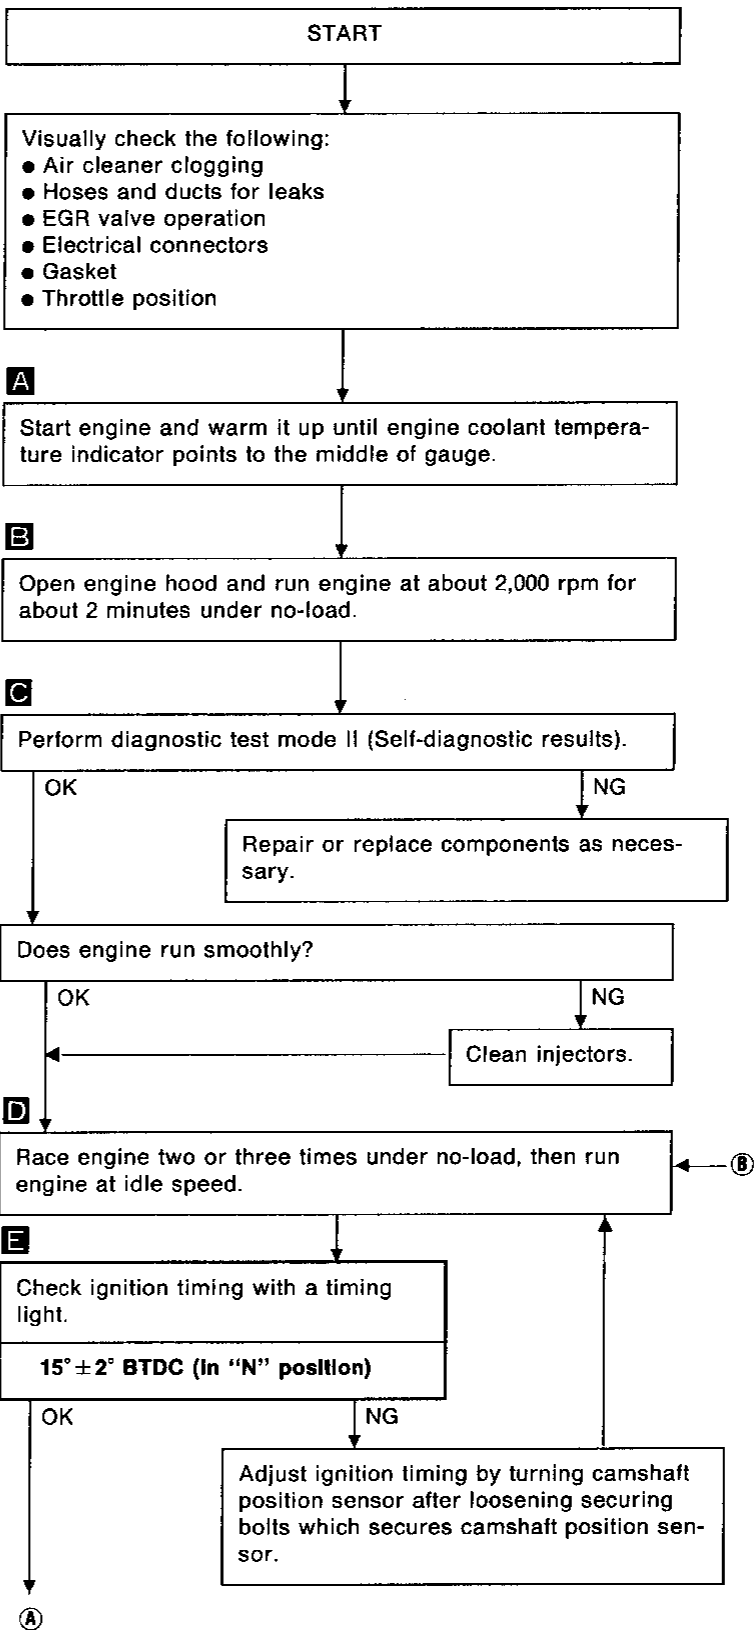 START
Visually check the following:
● Air cleaner clogging
● Hoses and ducts for leaks
● EGR valve operation
● Electrical connectors
● Gasket
● Throttle position
A
Start engine and warm it up until engine coolant tempera-
ture indicator points to the middle of gauge.
B
Open engine hood and run engine at about 2,000 rpm for
about 2 minutes under no-load.
C
Perform diagnostic test mode II (Self-diagnostic results).
OK
NG
Repair or replace components as neces-
sary.
Does engine run smoothly?
OK
NG
Clean injectors.
D
Race engine two or three times under no-load, then run
engine at idle speed.
Ⓑ
E
Check ignition timing with a timing
light.
15°±2° BTDC (in "N" position)
OK
NG
Adjust ignition timing by turning camshaft
position sensor after loosening securing
bolts which secures camshaft position sen-
sor.
Ⓐ